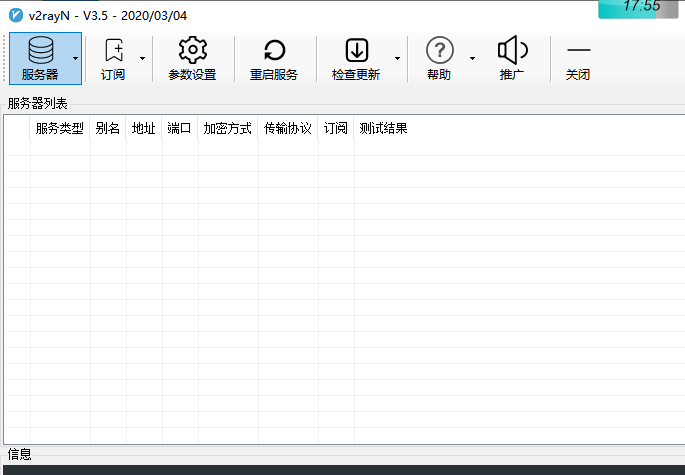 v2rayN - V3.5 - 2020/03/04
17:55
服务器 订阅 参数设置 重启服务 检查更新 帮助 推广 关闭
服务器列表
服务类型 别名 地址 端口 加密方式 传输协议 订阅 测试结果
信息